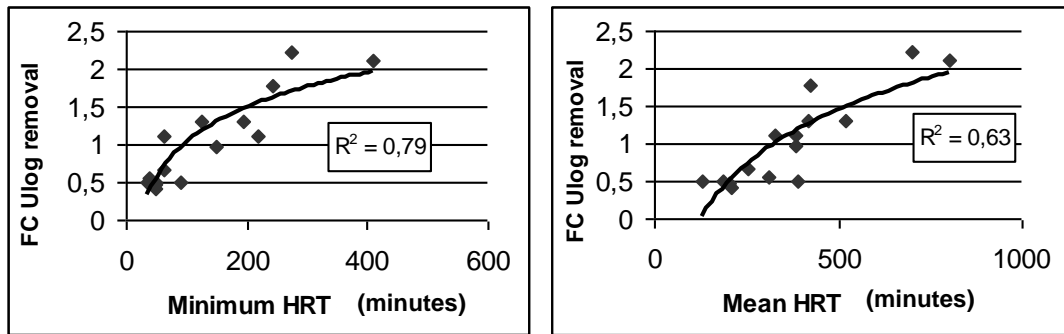 FC Ulog removal
2,5
2
1,5
1
0,5
0
R² = 0,79
0 200 400 600
Minimum HRT (minutes)
FC Ulog removal
2,5
2
1,5
1
0,5
0
R² = 0,63
0 500 1000
Mean HRT (minutes)